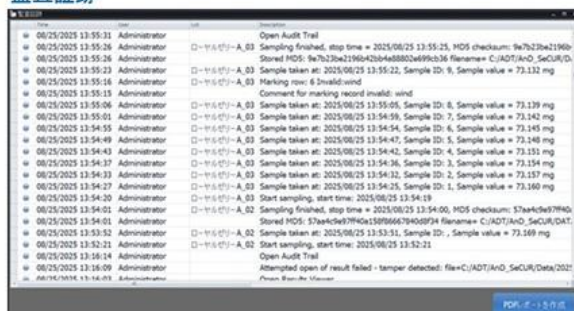 Time User Lot Description
08/25/2025 13:55:31 Administrator Open Audit Trail
08/25/2025 13:55:26 Administrator ローヤルゼリーA_03 Sampling finished, stop time = 2025/08/25 13:55:25, MD5 checksum:
08/25/2025 13:55:26 Administrator Stored MD5: filename= C:/ADT/AnD_SeCUR/D
08/25/2025 13:55:23 Administrator ローヤルゼリーA_03 Sample taken at: 2025/08/25 13:55:22, Sample ID: 9, Sample value = 73.132 mg
08/25/2025 13:55:16 Administrator ローヤルゼリーA_03 Marking row: 6 Invalid:wind
08/25/2025 13:55:15 Administrator Comment for marking record invalid: wind
08/25/2025 13:55:06 Administrator ローヤルゼリーA_03 Sample taken at: 2025/08/25 13:55:05, Sample ID: 8, Sample value = 73.139 mg
08/25/2025 13:55:01 Administrator ローヤルゼリーA_03 Sample taken at: 2025/08/25 13:54:59, Sample ID: 7, Sample value = 73.142 mg
08/25/2025 13:54:55 Administrator ローヤルゼリーA_03 Sample taken at: 2025/08/25 13:54:54, Sample ID: 6, Sample value = 73.145 mg
08/25/2025 13:54:49 Administrator ローヤルゼリーA_03 Sample taken at: 2025/08/25 13:54:47, Sample ID: 5, Sample value = 73.148 mg
08/25/2025 13:54:43 Administrator ローヤルゼリーA_03 Sample taken at: 2025/08/25 13:54:42, Sample ID: 4, Sample value = 73.151 mg
08/25/2025 13:54:37 Administrator ローヤルゼリーA_03 Sample taken at: 2025/08/25 13:54:36, Sample ID: 3, Sample value = 73.154 mg
08/25/2025 13:54:33 Administrator ローヤルゼリーA_03 Sample taken at: 2025/08/25 13:54:32, Sample ID: 2, Sample value = 73.157 mg
08/25/2025 13:54:27 Administrator ローヤルゼリーA_03 Sample taken at: 2025/08/25 13:54:25, Sample ID: 1, Sample value = 73.160 mg
08/25/2025 13:54:20 Administrator ローヤルゼリーA_03 Start sampling, start time: 2025/08/25 13:54:19
08/25/2025 13:54:01 Administrator ローヤルゼリーA_02 Sampling finished, stop time = 2025/08/25 13:54:00, MD5 checksum:
08/25/2025 13:54:01 Administrator Stored MD5: filename= C:/ADT/AnD_SeCUR/DAT
08/25/2025 13:53:52 Administrator ローヤルゼリーA_02 Sample taken at: 2025/08/25 13:53:51, Sample ID: , Sample value = 73.169 mg
08/25/2025 13:52:21 Administrator ローヤルゼリーA_02 Start sampling, start time: 2025/08/25 13:52:21
08/25/2025 13:16:14 Administrator Open Audit Trail
08/25/2025 13:16:09 Administrator Attempted open of result failed - tamper detected: file=C:/ADT/AnD_SeCUR/Data/202
08/25/2025 13:16:03 Administrator Open Results Viewer
PDFレポートを作成